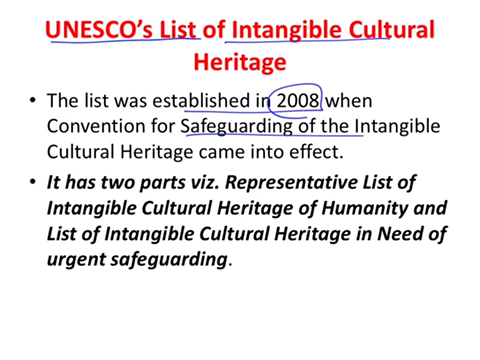 UNESCO's List of Intangible Cultural
Heritage
• The list was established in 2008 when
Convention for Safeguarding of the Intangible
Cultural Heritage came into effect.
• It has two parts viz. Representative List of
Intangible Cultural Heritage of Humanity and
List of Intangible Cultural Heritage in Need of
urgent safeguarding.